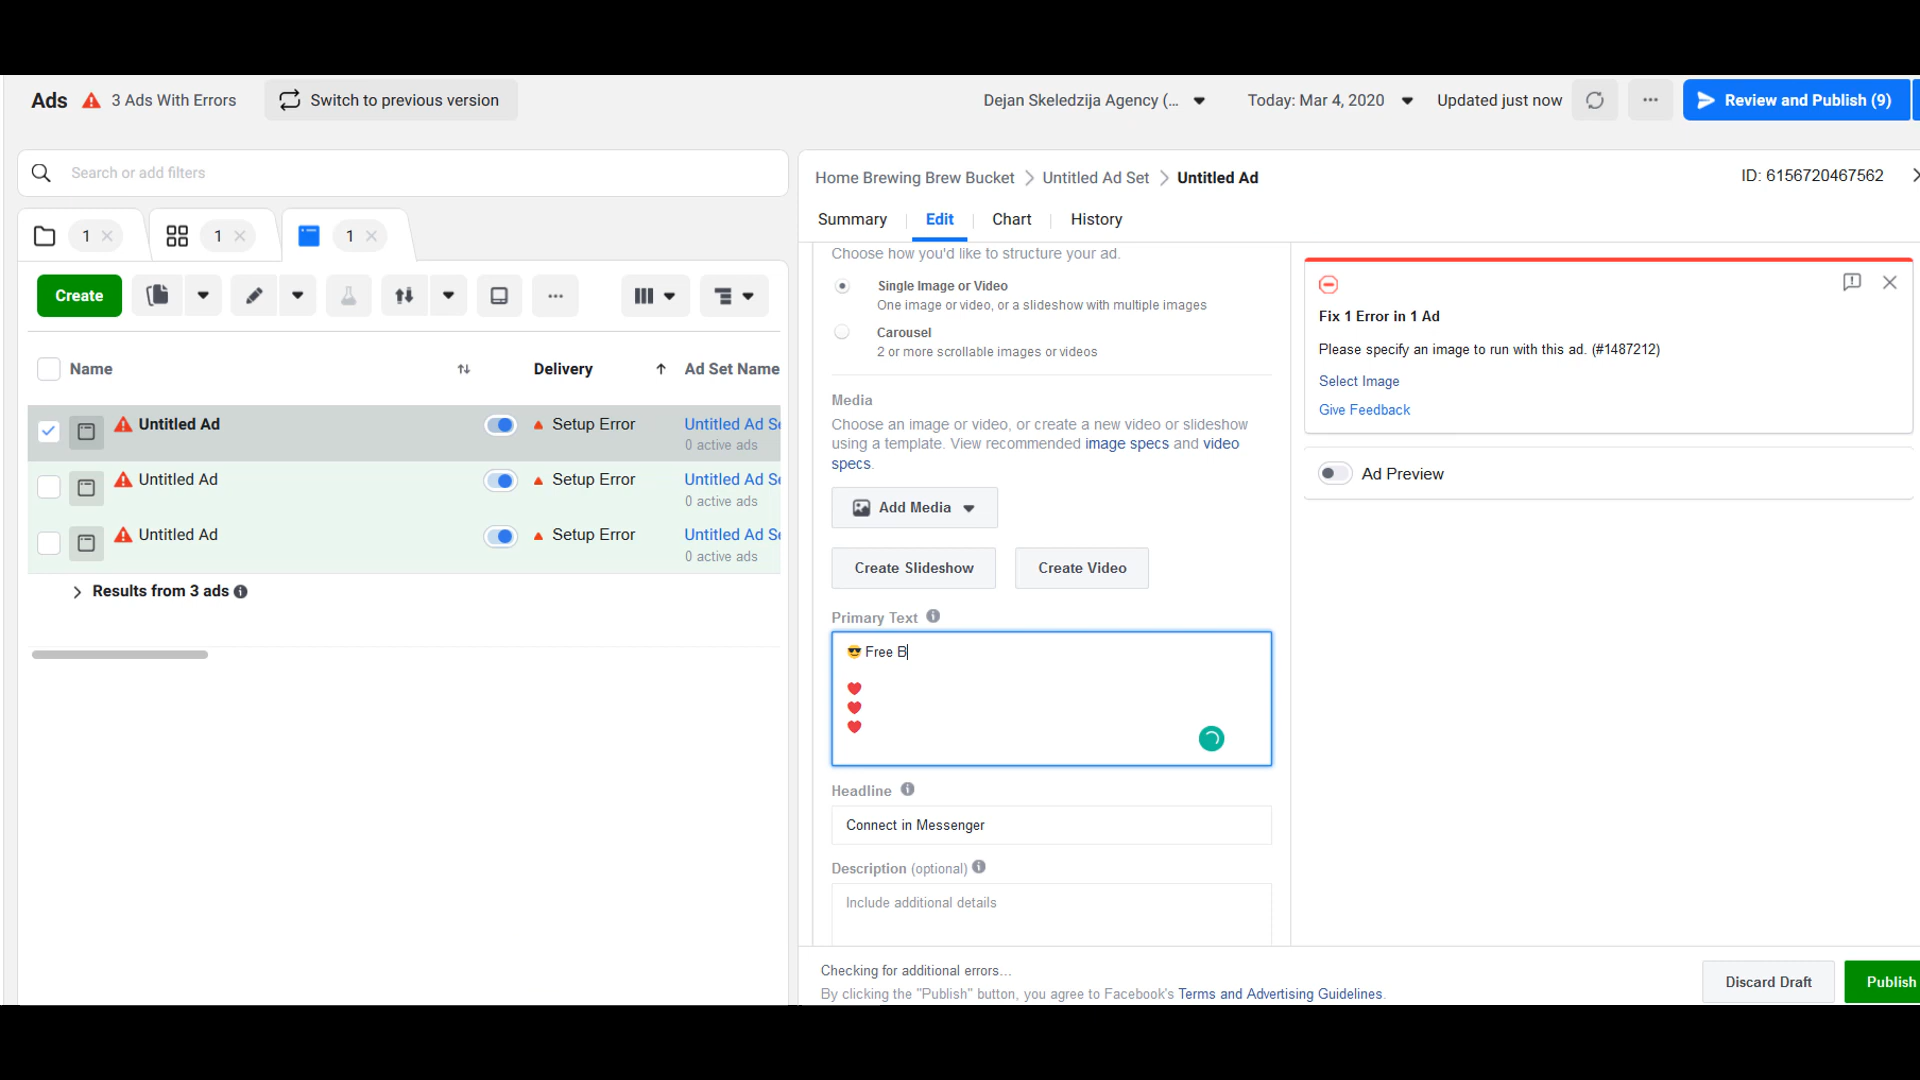 Ads 3 Ads With Errors Switch to previous version Dejan Skeledzija Agency (... Today: Mar 4, 2020 Updated just now ... Review and Publish (9)
Search or add filters
Home Brewing Brew Bucket > Untitled Ad Set > Untitled Ad
ID: 6156720467562
1 × 1 × 1 ×
Summary Edit Chart History
Create
Name Delivery Ad Set Name
Untitled Ad Setup Error Untitled Ad Se
0 active ads
Untitled Ad Setup Error Untitled Ad Se
0 active ads
Untitled Ad Setup Error Untitled Ad Se
0 active ads
Results from 3 ads
Choose how you'd like to structure your ad.
Single Image or Video
One image or video, or a slideshow with multiple images
Carousel
2 or more scrollable images or videos
Media
Choose an image or video, or create a new video or slideshow
using a template. View recommended image specs and video
specs.
Add Media
Create Slideshow Create Video
Primary Text
😎 Free B
❤
❤
❤
Headline
Connect in Messenger
Description (optional)
Include additional details
Fix 1 Error in 1 Ad
Please specify an image to run with this ad. (#1487212)
Select Image
Give Feedback
Ad Preview
Checking for additional errors...
By clicking the "Publish" button, you agree to Facebook's Terms and Advertising Guidelines.
Discard Draft Publish